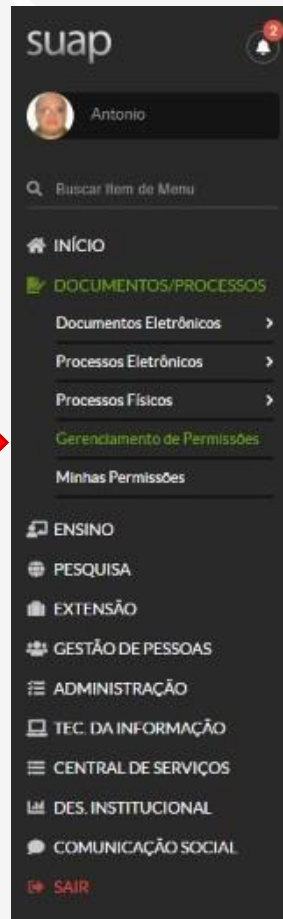 suap
2
Antonio
Buscar Item de Menu
INÍCIO
DOCUMENTOS/PROCESSOS
Documentos Eletrônicos
Processos Eletrônicos
Processos Físicos
Gerenciamento de Permissões
Minhas Permissões
ENSINO
PESQUISA
EXTENSÃO
GESTÃO DE PESSOAS
ADMINISTRAÇÃO
TEC. DA INFORMAÇÃO
CENTRAL DE SERVIÇOS
DES. INSTITUCIONAL
COMUNICAÇÃO SOCIAL
SAIR